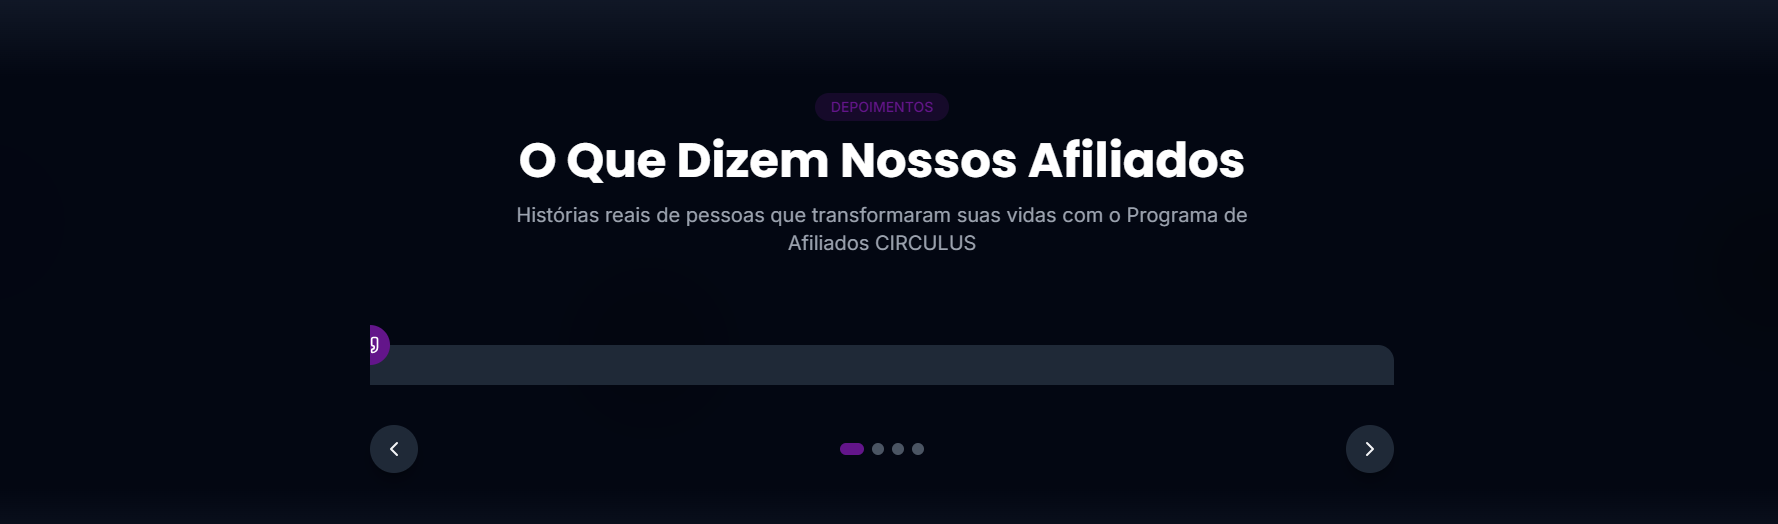 DEPOIMENTOS
O Que Dizem Nossos Afiliados
Histórias reais de pessoas que transformaram suas vidas com o Programa de
Afiliados CIRCULUS